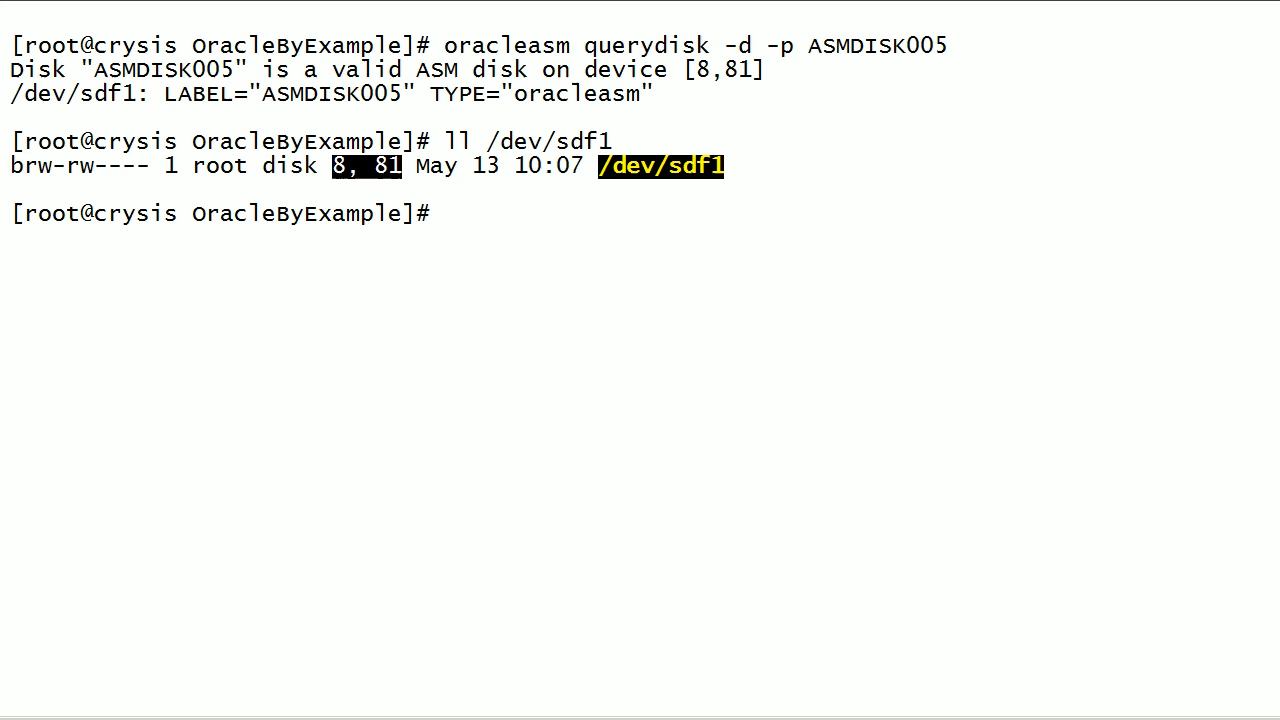 [root@crysis OracleByExample]# oracleasm querydisk -d -p ASMDISK005
Disk "ASMDISK005" is a valid ASM disk on device [8,81]
/dev/sdf1: LABEL="ASMDISK005" TYPE="oracleasm"
[root@crysis OracleByExample]# ll /dev/sdf1
brw-rw---- 1 root disk 8, 81 May 13 10:07 /dev/sdf1
[root@crysis OracleByExample]#